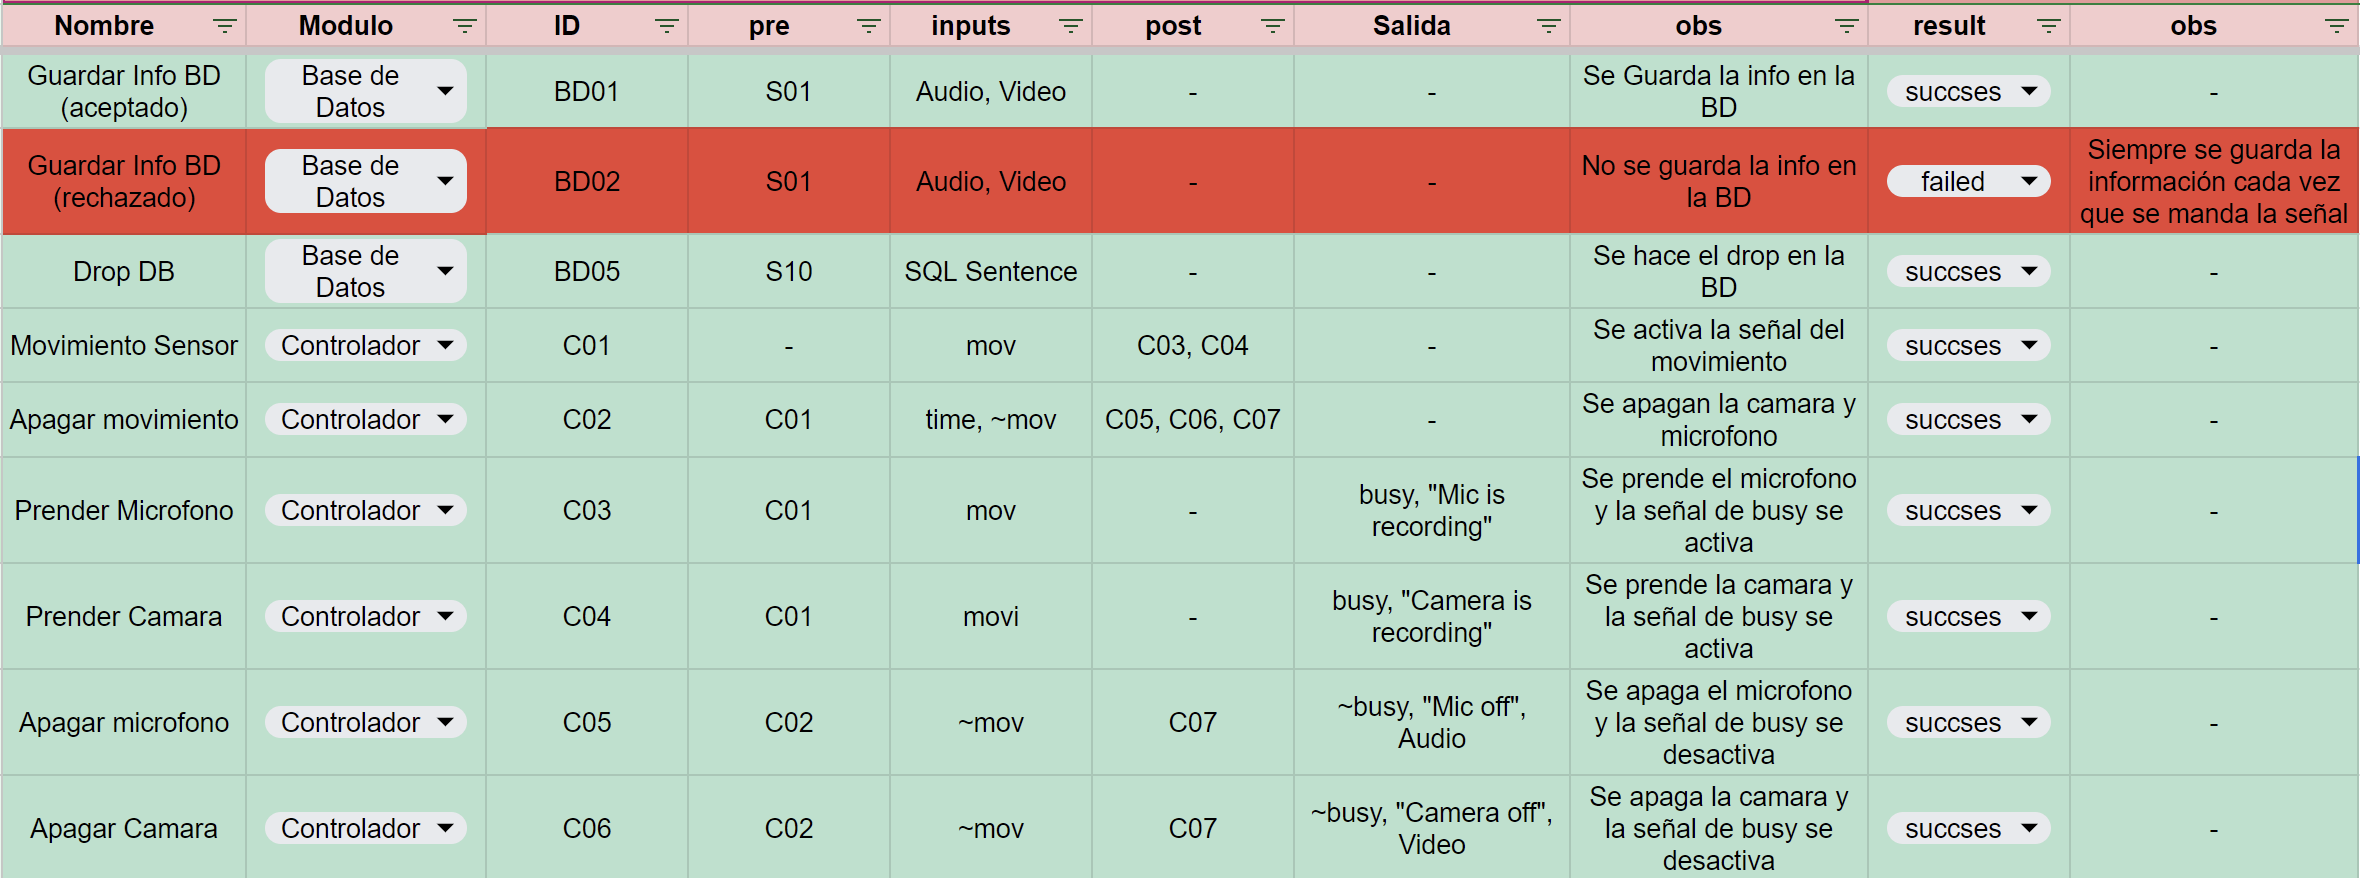 Nombre Modulo ID pre inputs post Salida obs result obs
Guardar Info BD (aceptado) Base de Datos BD01 S01 Audio, Video - - Se Guarda la info en la BD succses -
Guardar Info BD (rechazado) Base de Datos BD02 S01 Audio, Video - - No se guarda la info en la BD failed Siempre se guarda la información cada vez que se manda la señal
Drop DB Base de Datos BD05 S10 SQL Sentence - - Se hace el drop en la BD succses -
Movimiento Sensor Controlador C01 - mov C03, C04 - Se activa la señal del movimiento succses -
Apagar movimiento Controlador C02 C01 time, ~mov C05, C06, C07 - Se apagan la camara y microfono succses -
Prender Microfono Controlador C03 C01 mov - busy, "Mic is recording" Se prende el microfono y la señal de busy se activa succses -
Prender Camara Controlador C04 C01 movi - busy, "Camera is recording" Se prende la camara y la señal de busy se activa succses -
Apagar microfono Controlador C05 C02 ~mov C07 ~busy, "Mic off", Audio Se apaga el microfono y la señal de busy se desactiva succses -
Apagar Camara Controlador C06 C02 ~mov C07 ~busy, "Camera off", Video Se apaga la camara y la señal de busy se desactiva succses -